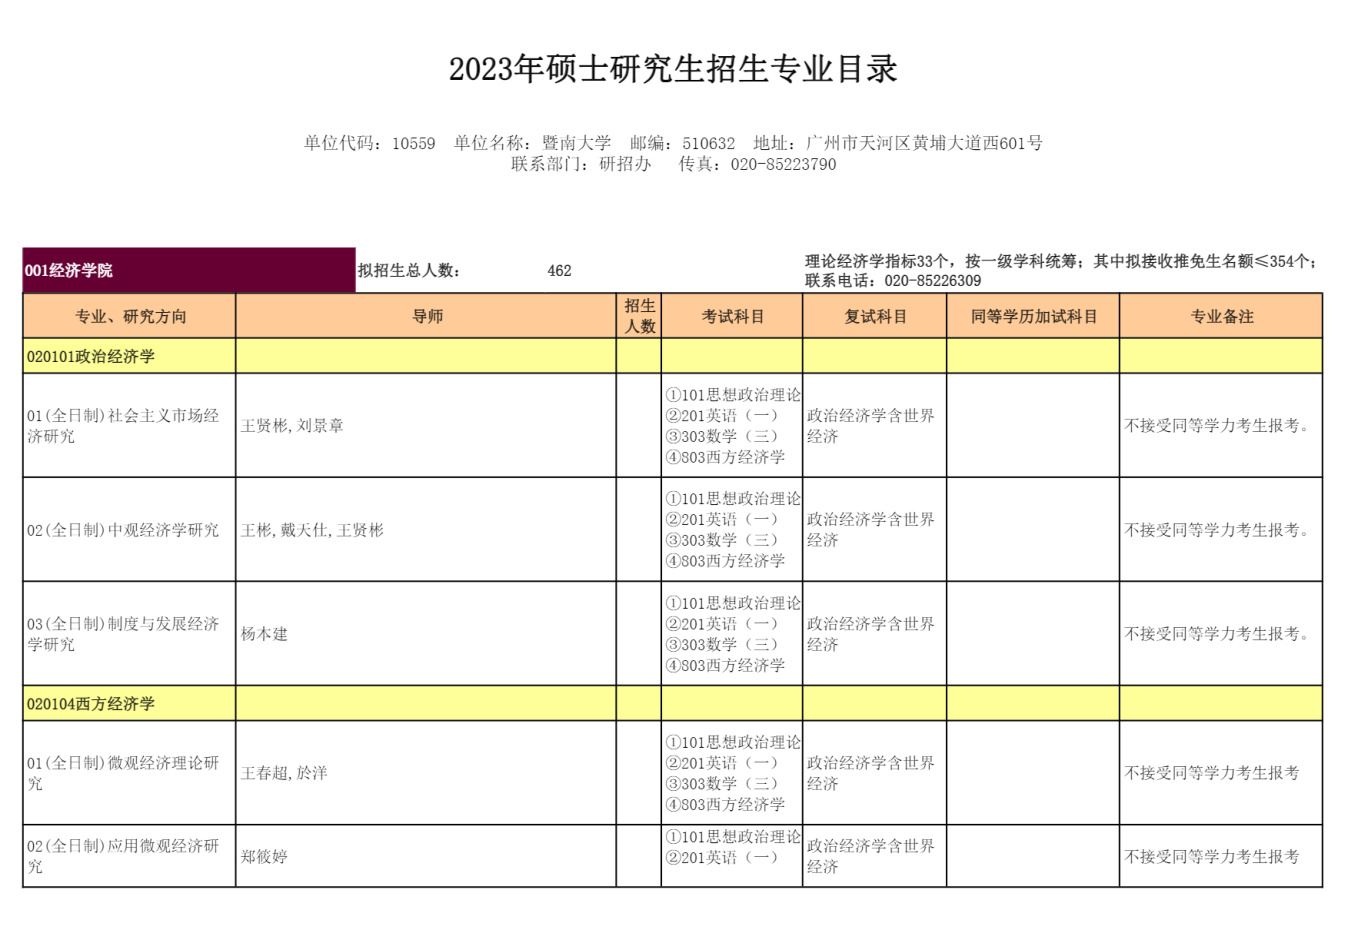 2023年硕士研究生招生专业目录
单位代码：10559 单位名称：暨南大学 邮编：510632 地址：广州市天河区黄埔大道西601号
联系部门：研招办 传真：020-85223790
001经济学院 拟招生总人数： 462
理论经济学指标33个，按一级学科统筹；其中拟接收推免生名额≤354个；
联系电话：020-85226309
专业、研究方向 导师 招生人数 考试科目 复试科目 同等学历加试科目 专业备注
020101政治经济学
01(全日制)社会主义市场经
济研究
王贤彬,刘景章
①101思想政治理论
②201英语（一）
③303数学（三）
④803西方经济学
政治经济学含世界
经济
不接受同等学力考生报考。
02(全日制)中观经济学研究
王彬,戴天仕,王贤彬
①101思想政治理论
②201英语（一）
③303数学（三）
④803西方经济学
政治经济学含世界
经济
不接受同等学力考生报考。
03(全日制)制度与发展经济
学研究
杨本建
①101思想政治理论
②201英语（一）
③303数学（三）
④803西方经济学
政治经济学含世界
经济
不接受同等学力考生报考。
020104西方经济学
01(全日制)微观经济理论研
究
王春超,於洋
①101思想政治理论
②201英语（一）
③303数学（三）
④803西方经济学
政治经济学含世界
经济
不接受同等学力考生报考
02(全日制)应用微观经济研
究
郑筱婷
①101思想政治理论
②201英语（一）
政治经济学含世界
经济
不接受同等学力考生报考